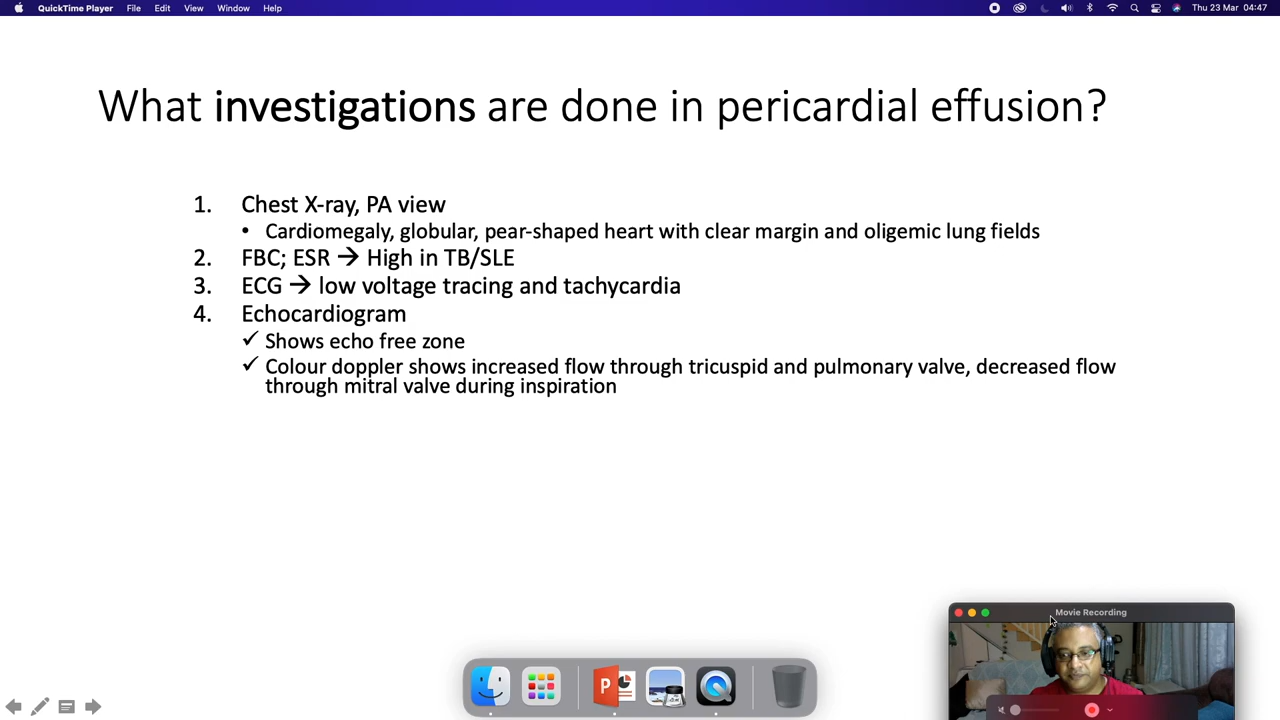 QuickTime Player File Edit View Window Help Thu 23 Mar 04:47
What investigations are done in pericardial effusion?
1. Chest X-ray, PA view
• Cardiomegaly, globular, pear-shaped heart with clear margin and oligemic lung fields
2. FBC; ESR → High in TB/SLE
3. ECG → low voltage tracing and tachycardia
4. Echocardiogram
✓ Shows echo free zone
✓ Colour doppler shows increased flow through tricuspid and pulmonary valve, decreased flow
through mitral valve during inspiration
Movie Recording
P